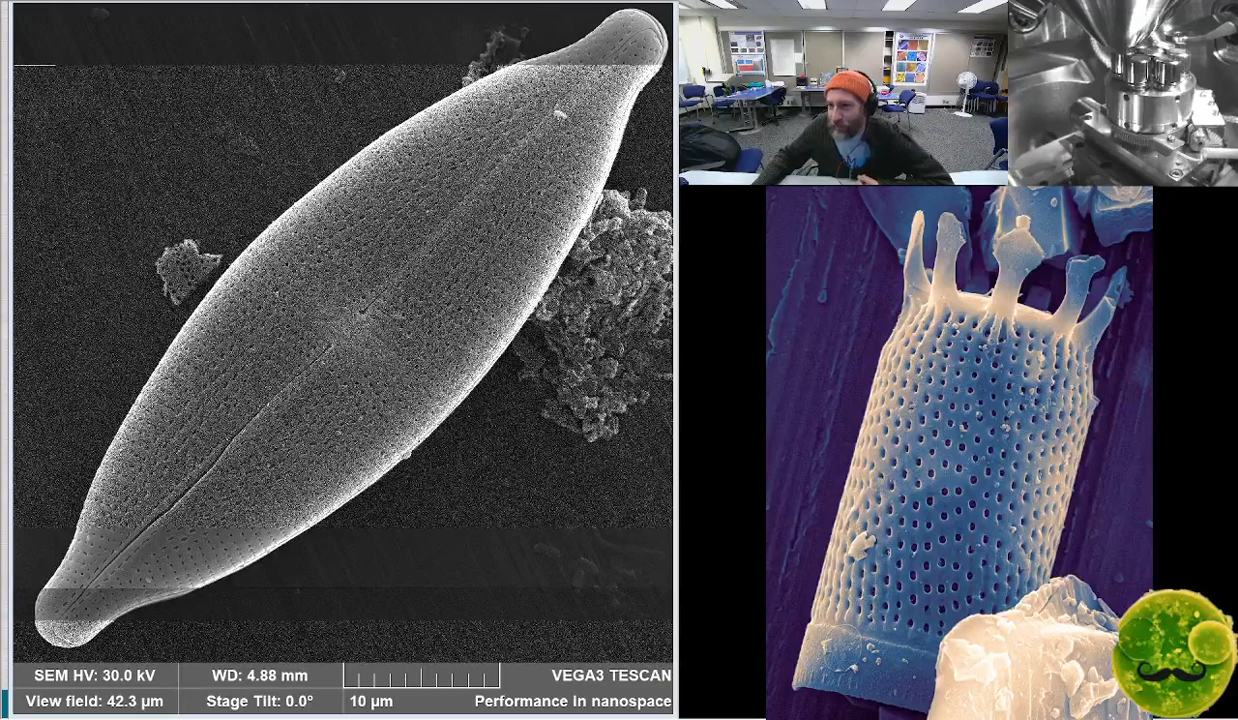 SEM HV: 30.0 kV
WD: 4.88 mm
VEGA3 TESCAN
View field: 42.3 µm
Stage Tilt: 0.0°
10 µm
Performance in nanospace